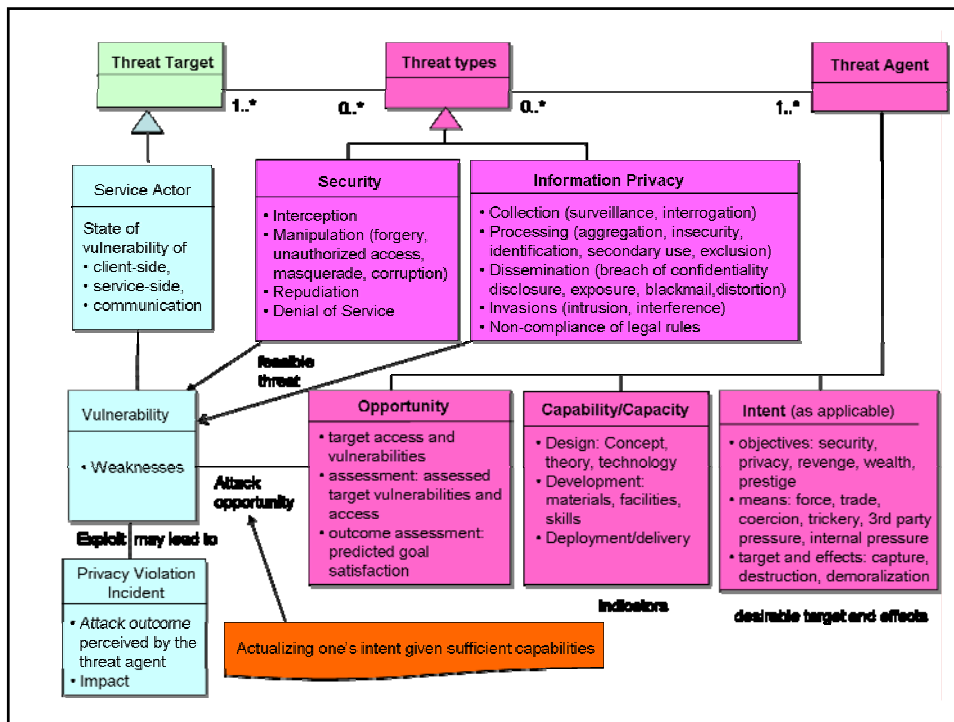 Threat Target
Threat types
Threat Agent
1..*
0..*
0..*
1..*
Service Actor
State of
vulnerability of
• client-side,
• service-side,
• communication
Security
• Interception
• Manipulation (forgery,
unauthorized access,
masquerade, corruption)
• Repudiation
• Denial of Service
Information Privacy
• Collection (surveillance, interrogation)
• Processing (aggregation, insecurity,
identification, secondary use, exclusion)
• Dissemination (breach of confidentiality
disclosure, exposure, blackmail,distortion)
• Invasions (intrusion, interference)
• Non-compliance of legal rules
feasible
threat
Vulnerability
• Weaknesses
Attack
opportunity
Opportunity
• target access and
vulnerabilities
• assessment: assessed
target vulnerabilities and
access
• outcome assessment:
predicted goal
satisfaction
Capability/Capacity
• Design: Concept,
theory, technology
• Development:
materials, facilities,
skills
• Deployment/delivery
Indicators
Intent (as applicable)
• objectives: security,
privacy, revenge, wealth,
prestige
• means: force, trade,
coercion, trickery, 3rd party
pressure, internal pressure
• target and effects: capture,
destruction, demoralization
desirable target and effects
Exploit may lead to
Privacy Violation
Incident
• Attack outcome
perceived by the
threat agent
• Impact
Actualizing one's intent given sufficient capabilities